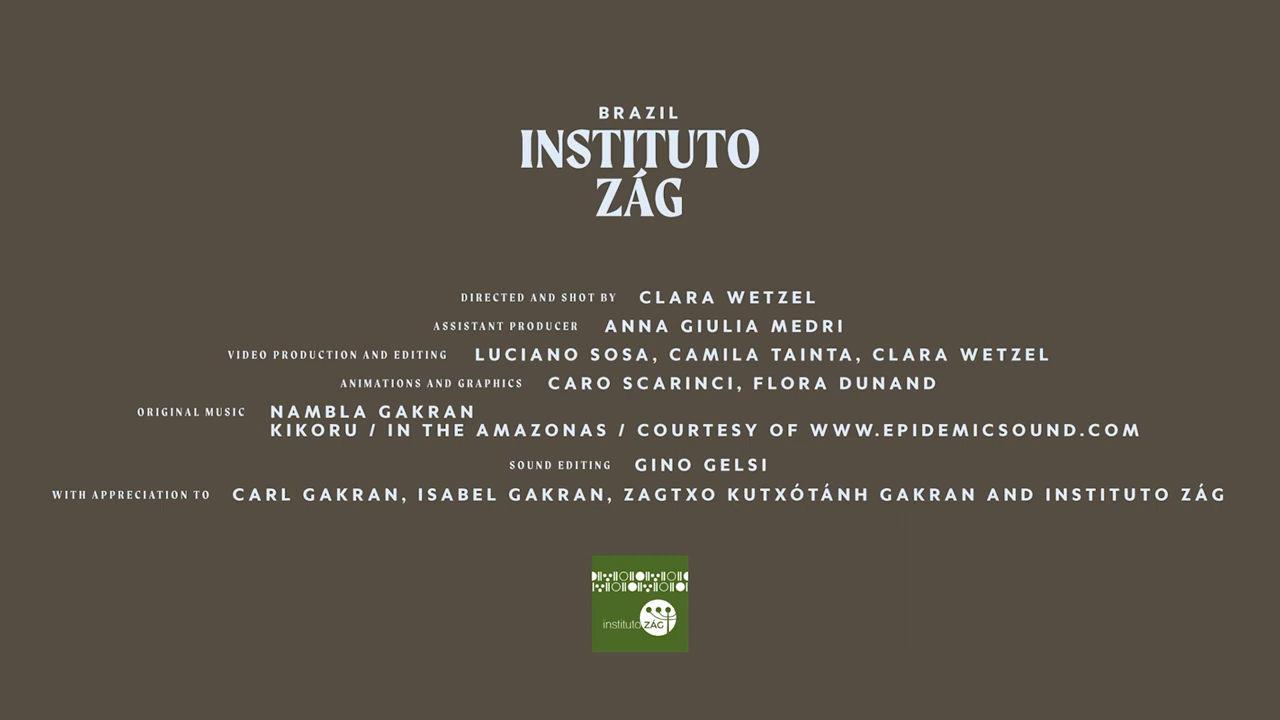 BRAZIL
INSTITUTO
ZÁG
DIRECTED AND SHOT BY CLARA WETZEL
ASSISTANT PRODUCER ANNA GIULIA MEDRI
VIDEO PRODUCTION AND EDITING LUCIANO SOSA, CAMILA TAINTA, CLARA WETZEL
ANIMATIONS AND GRAPHICS CARO SCARINCI, FLORA DUNAND
ORIGINAL MUSIC NAMBLA GAKRAN
KIKORU / IN THE AMAZONAS / COURTESY OF WWW.EPIDEMICSOUND.COM
SOUND EDITING GINO GELSI
WITH APPRECIATION TO CARL GAKRAN, ISABEL GAKRAN, ZAGTXO KUTXÓTÁNH GAKRAN AND INSTITUTO ZÁG
instituto ZÁG